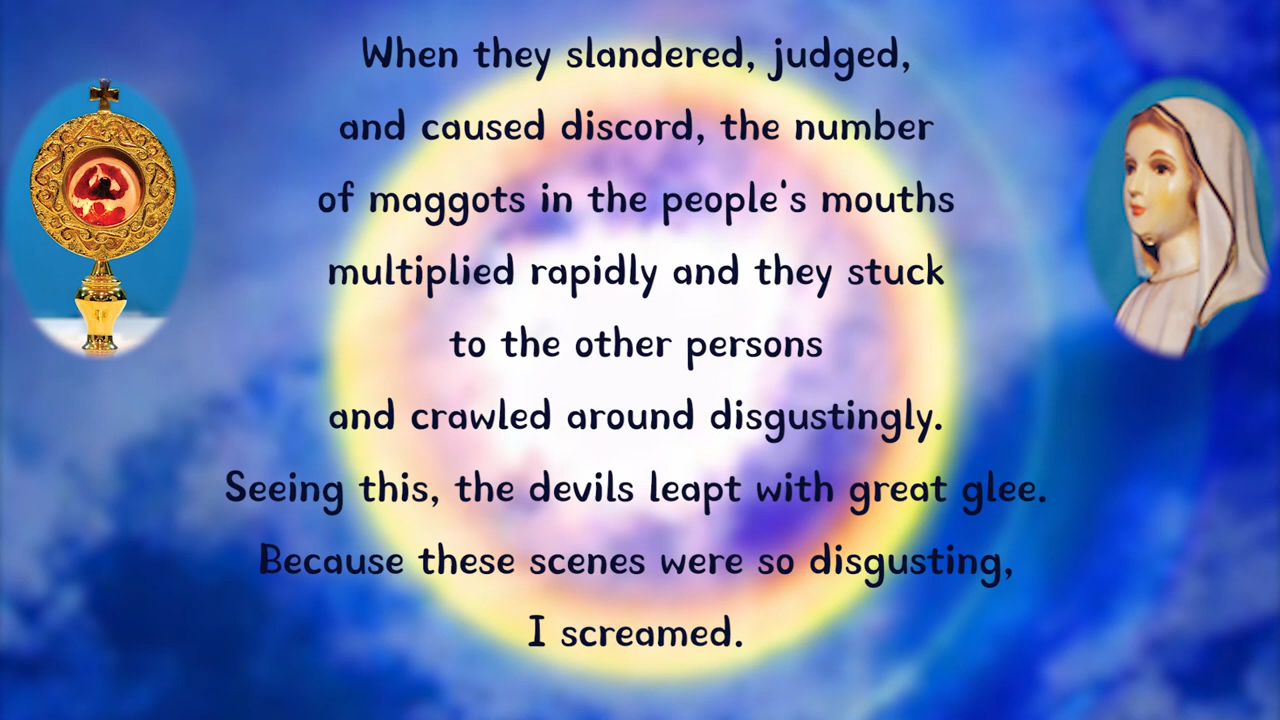 When they slandered, judged,
and caused discord, the number
of maggots in the people's mouths
multiplied rapidly and they stuck
to the other persons
and crawled around disgustingly.
Seeing this, the devils leapt with great glee.
Because these scenes were so disgusting,
I screamed.